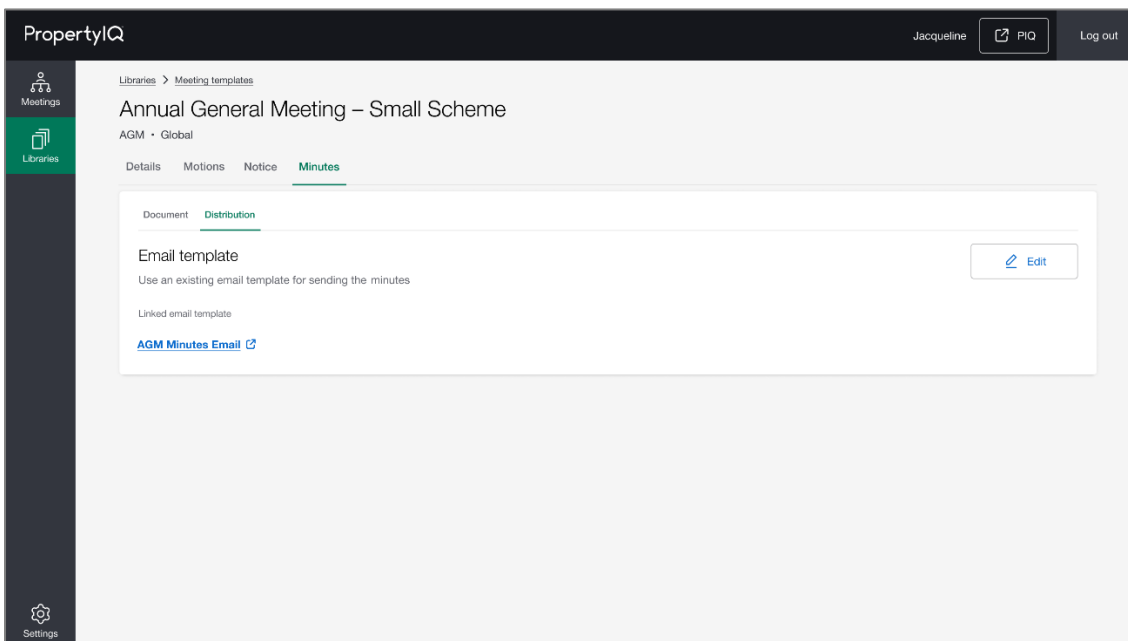 PropertyIQ
Jacqueline
PIQ
Log out
Meetings
Libraries
Settings
Libraries > Meeting templates
Annual General Meeting – Small Scheme
AGM • Global
Details Motions Notice Minutes
Document Distribution
Email template
Edit
Use an existing email template for sending the minutes
Linked email template
AGM Minutes Email